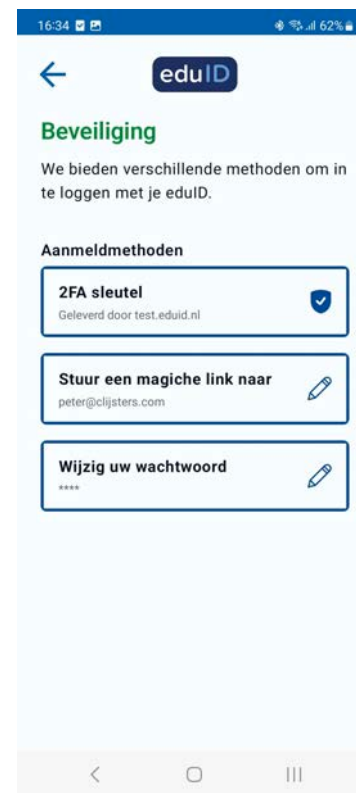 16:34 62%
eduID
Beveiliging
We bieden verschillende methoden om in
te loggen met je eduID.
Aanmeldmethoden
2FA sleutel
Geleverd door test.eduid.nl
Stuur een magiche link naar
peter@clijsters.com
Wijzig uw wachtwoord
****